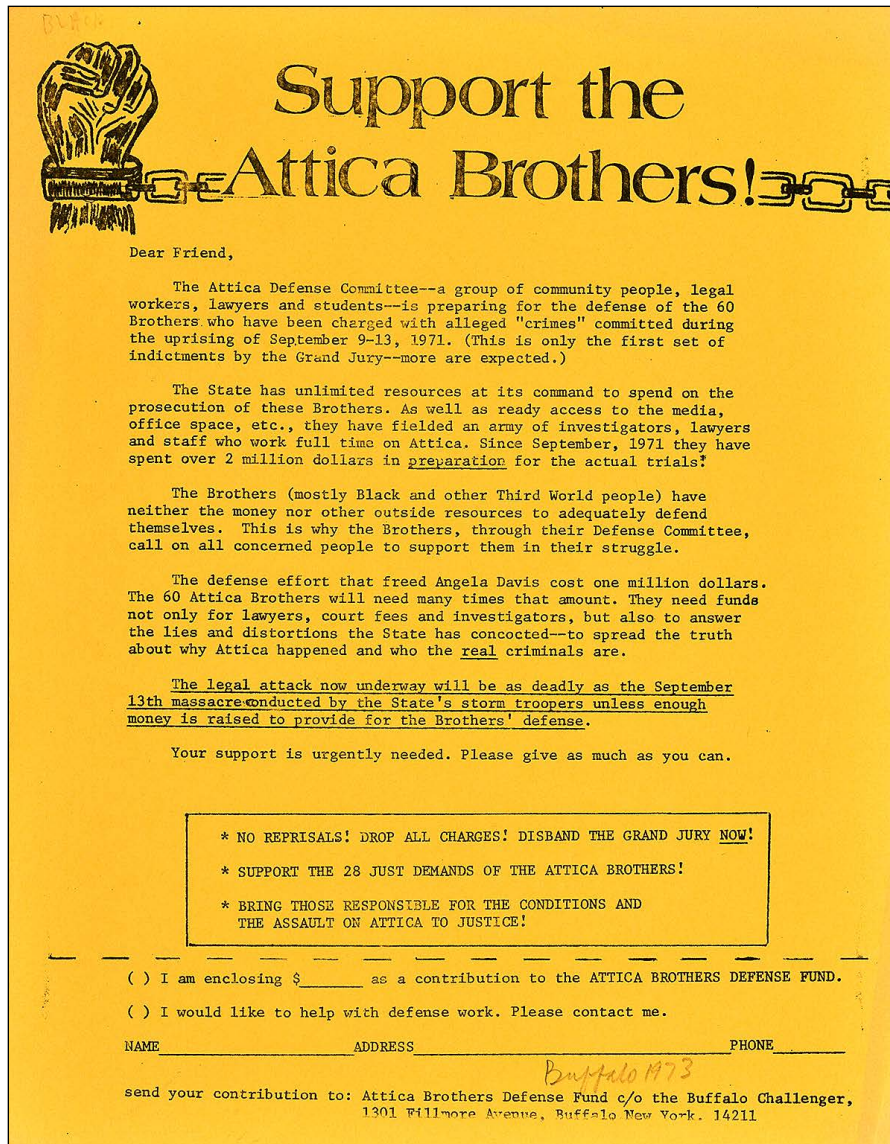 BLACK
Support the
Attica Brothers!
Dear Friend,
The Attica Defense Committee--a group of community people, legal
workers, lawyers and students--is preparing for the defense of the 60
Brothers who have been charged with alleged "crimes" committed during
the uprising of September 9-13, 1971. (This is only the first set of
indictments by the Grand Jury--more are expected.)
The State has unlimited resources at its command to spend on the
prosecution of these Brothers. As well as ready access to the media,
office space, etc., they have fielded an army of investigators, lawyers
and staff who work full time on Attica. Since September, 1971 they have
spent over 2 million dollars in preparation for the actual trials!
The Brothers (mostly Black and other Third World people) have
neither the money nor other outside resources to adequately defend
themselves. This is why the Brothers, through their Defense Committee,
call on all concerned people to support them in their struggle.
The defense effort that freed Angela Davis cost one million dollars.
The 60 Attica Brothers will need many times that amount. They need funds
not only for lawyers, court fees and investigators, but also to answer
the lies and distortions the State has concocted--to spread the truth
about why Attica happened and who the real criminals are.
The legal attack now underway will be as deadly as the September
13th massacre conducted by the State's storm troopers unless enough
money is raised to provide for the Brothers' defense.
Your support is urgently needed. Please give as much as you can.
* NO REPRISALS! DROP ALL CHARGES! DISBAND THE GRAND JURY NOW!
* SUPPORT THE 28 JUST DEMANDS OF THE ATTICA BROTHERS!
* BRING THOSE RESPONSIBLE FOR THE CONDITIONS AND
THE ASSAULT ON ATTICA TO JUSTICE!
( ) I am enclosing $______ as a contribution to the ATTICA BROTHERS DEFENSE FUND.
( ) I would like to help with defense work. Please contact me.
NAME__________________ADDRESS______________________________PHONE_______
Buffalo 1973
send your contribution to: Attica Brothers Defense Fund c/o the Buffalo Challenger,
1301 Fillmore Avenue, Buffalo New York. 14211